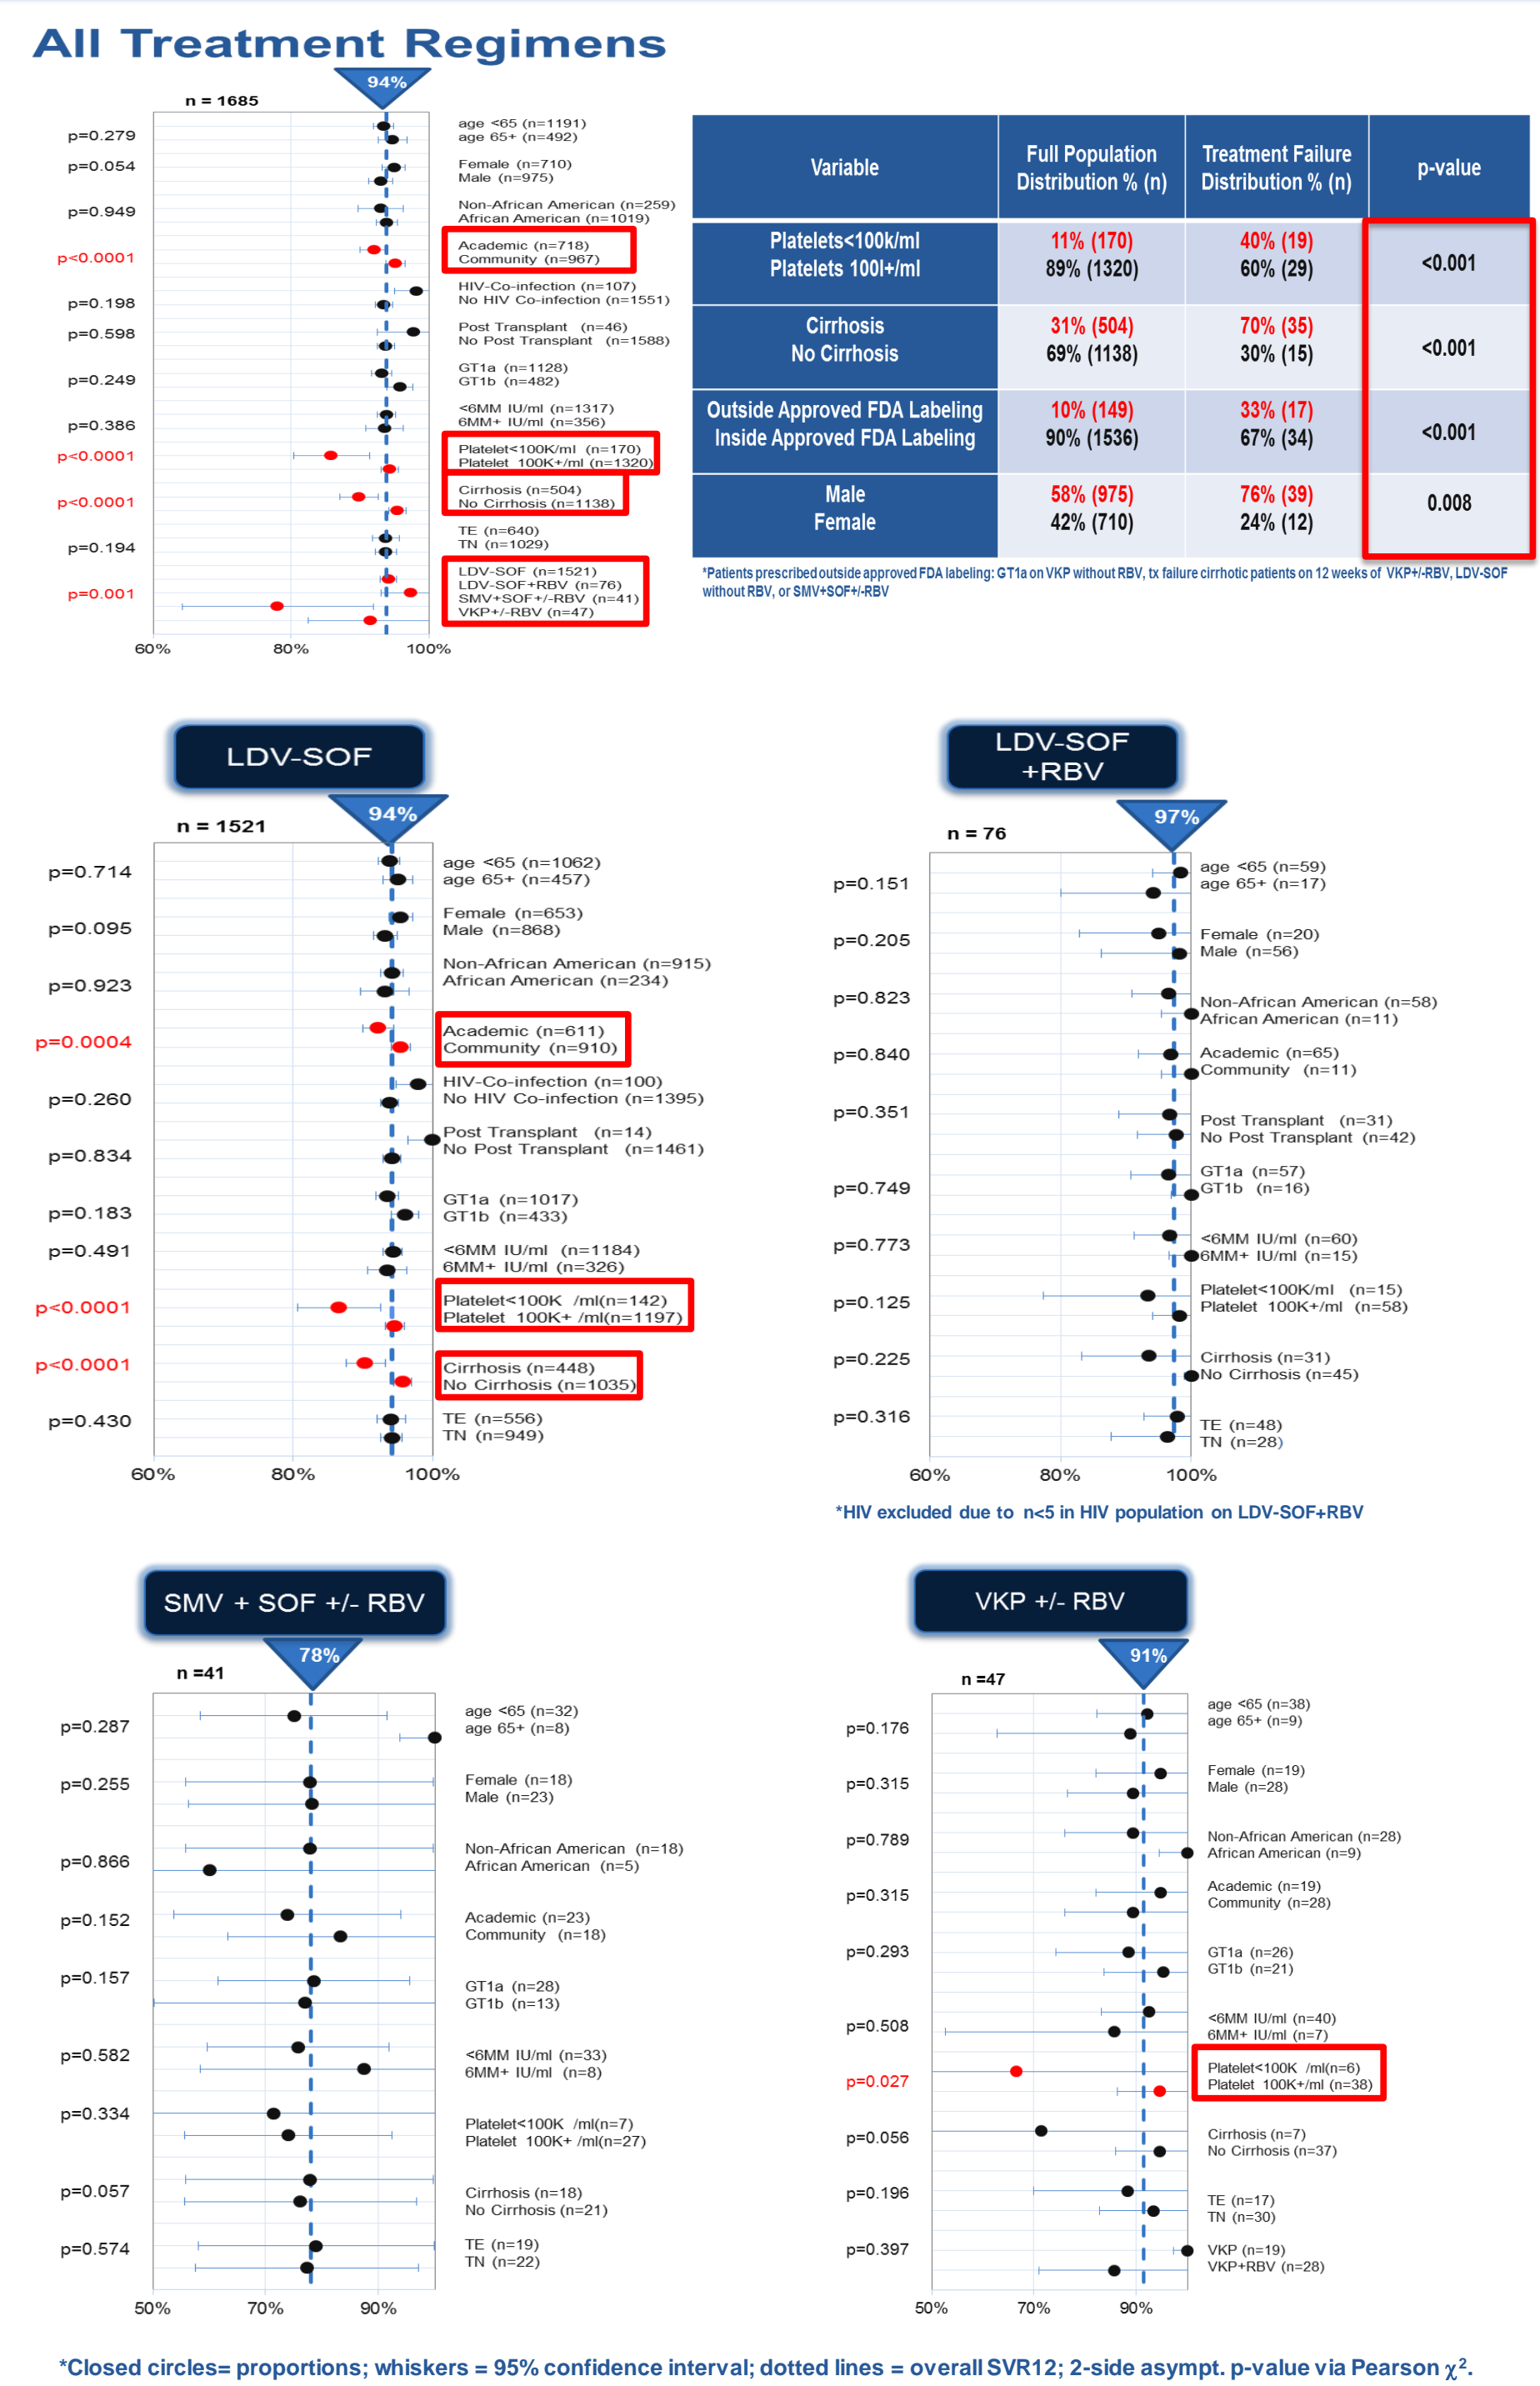 All Treatment Regimens
94%
n = 1685
p=0.279
p=0.054
p=0.949
p<0.0001
p=0.198
p=0.598
p=0.249
p=0.386
p<0.0001
p<0.0001
p=0.194
p=0.001
age <65 (n=1191)
age 65+ (n=492)
Female (n=710)
Male (n=975)
Non-African American (n=259)
African American (n=1019)
Academic (n=718)
Community (n=967)
HIV-Co-infection (n=107)
No HIV Co-infection (n=1551)
Post Transplant (n=46)
No Post Transplant (n=1588)
GT1a (n=1128)
GT1b (n=482)
<6MM IU/ml (n=1317)
6MM+ IU/ml (n=356)
Platelet<100K/ml (n=170)
Platelet 100K+/ml (n=1320)
Cirrhosis (n=504)
No Cirrhosis (n=1138)
TE (n=640)
TN (n=1029)
LDV-SOF (n=1521)
LDV-SOF+RBV (n=76)
SMV+SOF+/-RBV (n=41)
VKP+/-RBV (n=47)
60% 80% 100%
Variable
Full Population
Distribution % (n)
Treatment Failure
Distribution % (n)
p-value
Platelets<100k/ml 11% (170) 40% (19)
Platelets 100l+/ml 89% (1320) 60% (29)
<0.001
Cirrhosis 31% (504) 70% (35)
No Cirrhosis 69% (1138) 30% (15)
<0.001
Outside Approved FDA Labeling 10% (149) 33% (17)
Inside Approved FDA Labeling 90% (1536) 67% (34)
<0.001
Male 58% (975) 76% (39)
Female 42% (710) 24% (12)
0.008
*Patients prescribed outside approved FDA labeling: GT1a on VKP without RBV, tx failure cirrhotic patients on 12 weeks of VKP+/-RBV, LDV-SOF
without RBV, or SMV+SOF+/-RBV
LDV-SOF
94%
n = 1521
p=0.714
p=0.095
p=0.923
p=0.0004
p=0.260
p=0.834
p=0.183
p=0.491
p<0.0001
p<0.0001
p=0.430
age <65 (n=1062)
age 65+ (n=457)
Female (n=653)
Male (n=868)
Non-African American (n=915)
African American (n=234)
Academic (n=611)
Community (n=910)
HIV-Co-infection (n=100)
No HIV Co-infection (n=1395)
Post Transplant (n=14)
No Post Transplant (n=1461)
GT1a (n=1017)
GT1b (n=433)
<6MM IU/ml (n=1184)
6MM+ IU/ml (n=326)
Platelet<100K /ml(n=142)
Platelet 100K+ /ml(n=1197)
Cirrhosis (n=448)
No Cirrhosis (n=1035)
TE (n=556)
TN (n=949)
60% 80% 100%
LDV-SOF
+RBV
97%
n = 76
p=0.151
p=0.205
p=0.823
p=0.840
p=0.351
p=0.749
p=0.773
p=0.125
p=0.225
p=0.316
age <65 (n=59)
age 65+ (n=17)
Female (n=20)
Male (n=56)
Non-African American (n=58)
African American (n=11)
Academic (n=65)
Community (n=11)
Post Transplant (n=31)
No Post Transplant (n=42)
GT1a (n=57)
GT1b (n=16)
<6MM IU/ml (n=60)
6MM+ IU/ml (n=15)
Platelet<100K/ml (n=15)
Platelet 100K+/ml (n=58)
Cirrhosis (n=31)
No Cirrhosis (n=45)
TE (n=48)
TN (n=28)
60% 80% 100%
*HIV excluded due to n<5 in HIV population on LDV-SOF+RBV
SMV + SOF +/- RBV
78%
n =41
p=0.287
p=0.255
p=0.866
p=0.152
p=0.157
p=0.582
p=0.334
p=0.057
p=0.574
age <65 (n=32)
age 65+ (n=8)
Female (n=18)
Male (n=23)
Non-African American (n=18)
African American (n=5)
Academic (n=23)
Community (n=18)
GT1a (n=28)
GT1b (n=13)
<6MM IU/ml (n=33)
6MM+ IU/ml (n=8)
Platelet<100K /ml(n=7)
Platelet 100K+ /ml(n=27)
Cirrhosis (n=18)
No Cirrhosis (n=21)
TE (n=19)
TN (n=22)
50% 70% 90%
VKP +/- RBV
91%
n =47
p=0.176
p=0.315
p=0.789
p=0.315
p=0.293
p=0.508
p=0.027
p=0.056
p=0.196
p=0.397
age <65 (n=38)
age 65+ (n=9)
Female (n=19)
Male (n=28)
Non-African American (n=28)
African American (n=9)
Academic (n=19)
Community (n=28)
GT1a (n=26)
GT1b (n=21)
<6MM IU/ml (n=40)
6MM+ IU/ml (n=7)
Platelet<100K /ml(n=6)
Platelet 100K+/ml (n=38)
Cirrhosis (n=7)
No Cirrhosis (n=37)
TE (n=17)
TN (n=30)
VKP (n=19)
VKP+RBV (n=28)
50% 70% 90%
*Closed circles= proportions; whiskers = 95% confidence interval; dotted lines = overall SVR12; 2-side asympt. p-value via Pearson χ².